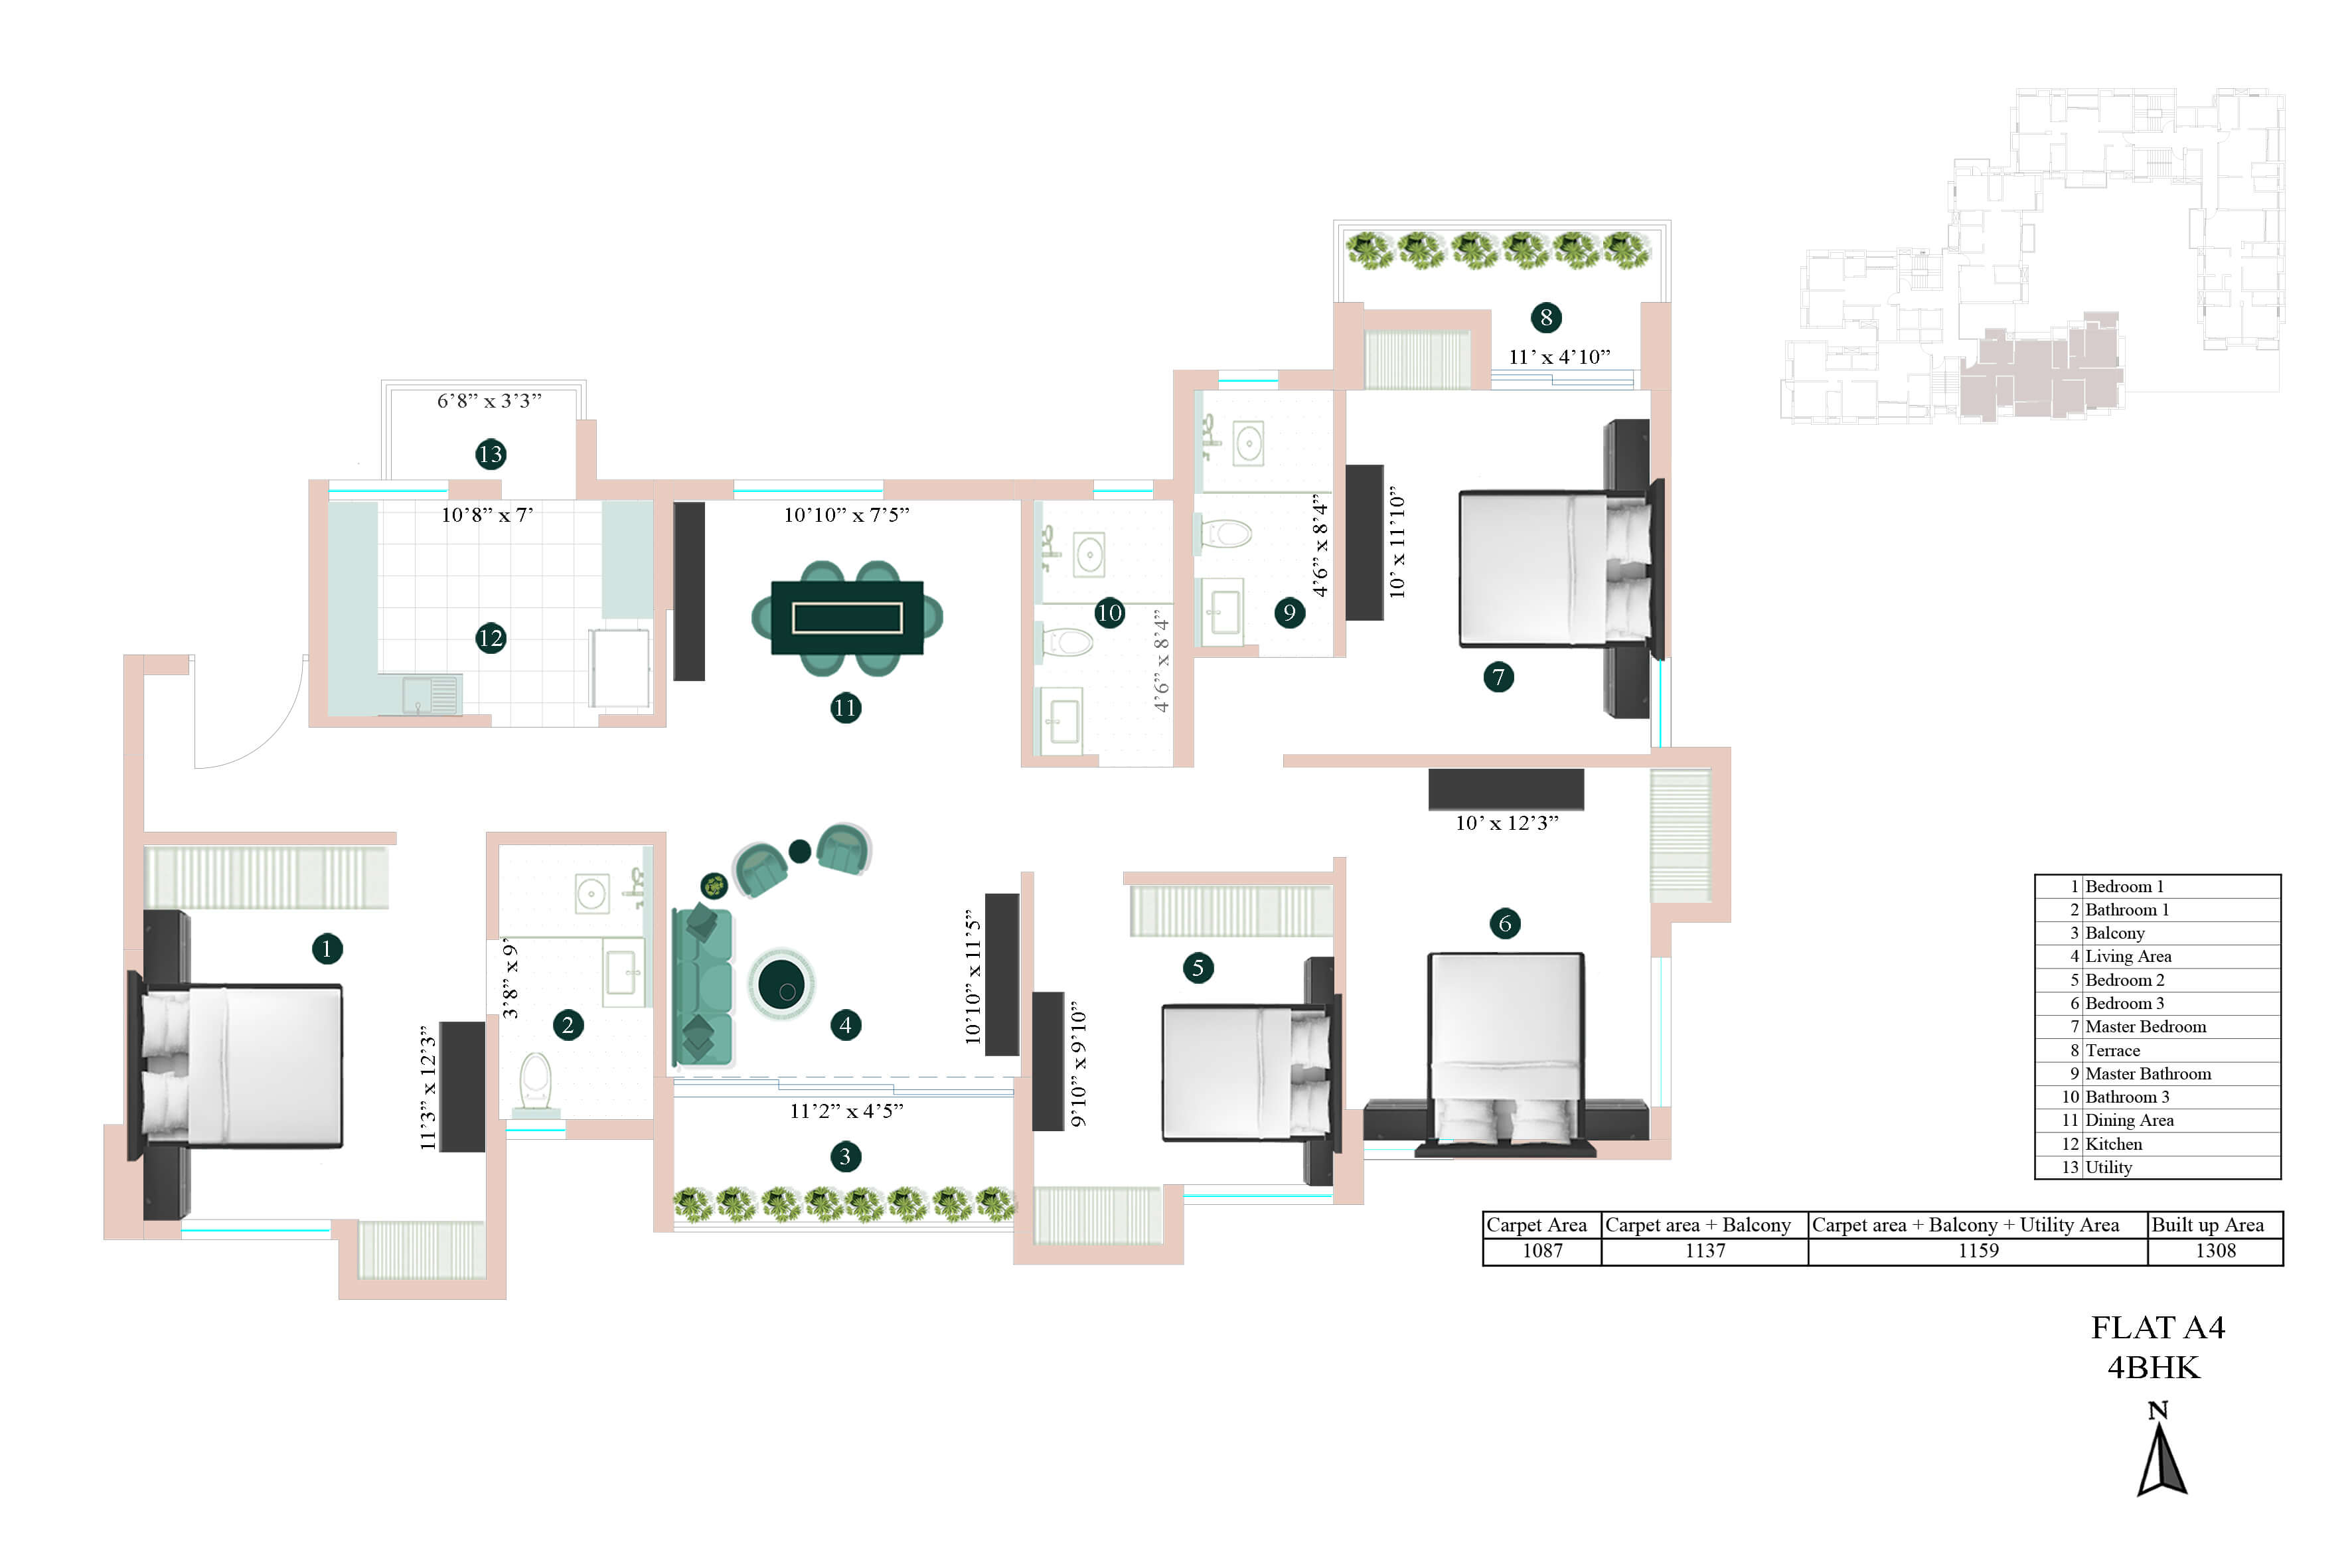 8
11’ x 4’10”
6’8” x 3’3”
13
10’8” x 7’
12
10’10” x 7’5”
11
10
4’6” x 8’4”
4’6” x 8’4”
9
10’ x 11’10”
7
10’ x 12’3”
6
1
11’3” x 12’3”
3’8” x 9’
2
10’10” x 11’5”
4
11’2” x 4’5”
3
5
9’10” x 9’10”
1 Bedroom 1
2 Bathroom 1
3 Balcony
4 Living Area
5 Bedroom 2
6 Bedroom 3
7 Master Bedroom
8 Terrace
9 Master Bathroom
10 Bathroom 3
11 Dining Area
12 Kitchen
13 Utility
Carpet Area Carpet area + Balcony Carpet area + Balcony + Utility Area Built up Area
1087 1137 1159 1308
FLAT A4
4BHK
N